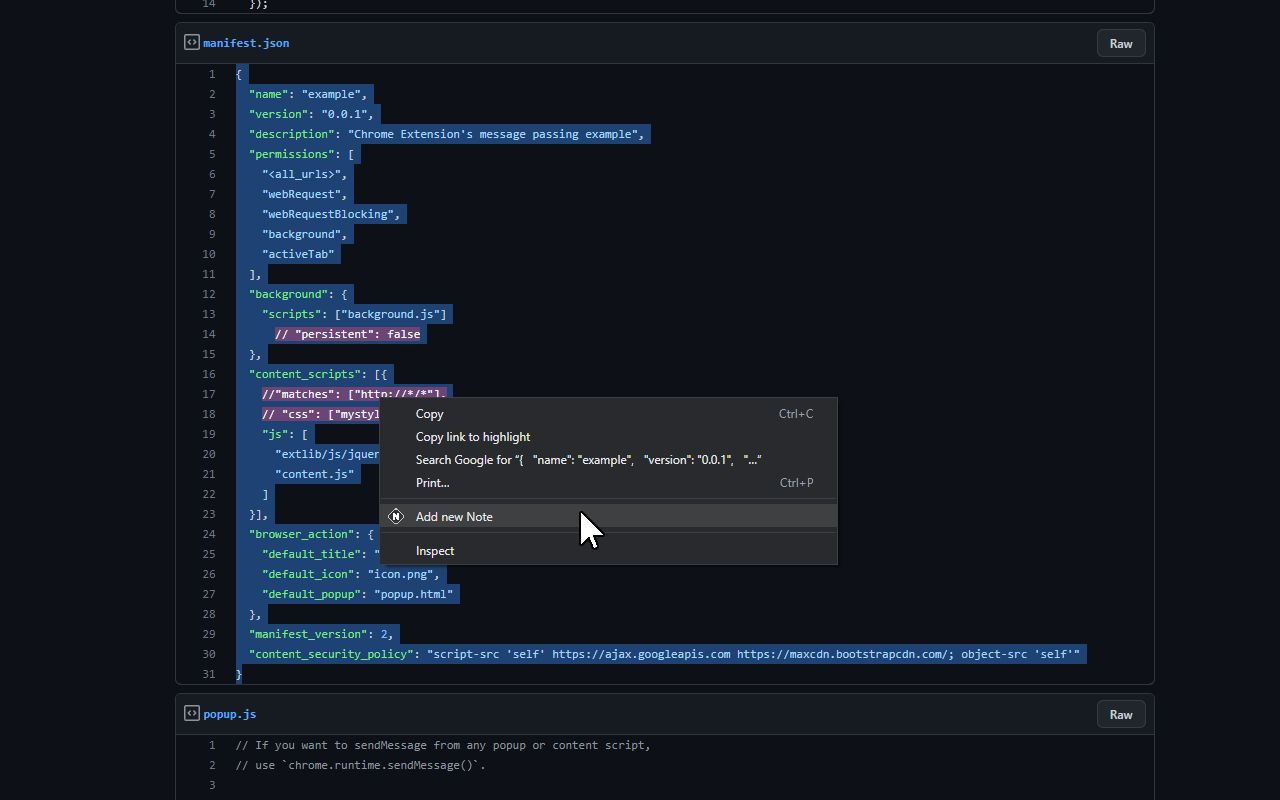 14 });
manifest.json Raw
1 {
2 "name": "example",
3 "version": "0.0.1",
4 "description": "Chrome Extension's message passing example",
5 "permissions": [
6 "<all_urls>",
7 "webRequest",
8 "webRequestBlocking",
9 "background",
10 "activeTab"
11 ],
12 "background": {
13 "scripts": ["background.js"]
14 // "persistent": false
15 },
16 "content_scripts": [{
17 //"matches": ["http://*/*"],
18 // "css": ["mystyl
19 "js": [
20 "extlib/js/jquer
21 "content.js"
22 ]
23 }],
24 "browser_action": {
25 "default_title": "
26 "default_icon": "icon.png",
27 "default_popup": "popup.html"
28 },
29 "manifest_version": 2,
30 "content_security_policy": "script-src 'self' https://ajax.googleapis.com https://maxcdn.bootstrapcdn.com/; object-src 'self'"
31 }
Copy Ctrl+C
Copy link to highlight
Search Google for “{ "name": "example", "version": "0.0.1", "...”
Print... Ctrl+P
N Add new Note
Inspect
popup.js Raw
1 // If you want to sendMessage from any popup or content script,
2 // use `chrome.runtime.sendMessage()`.
3